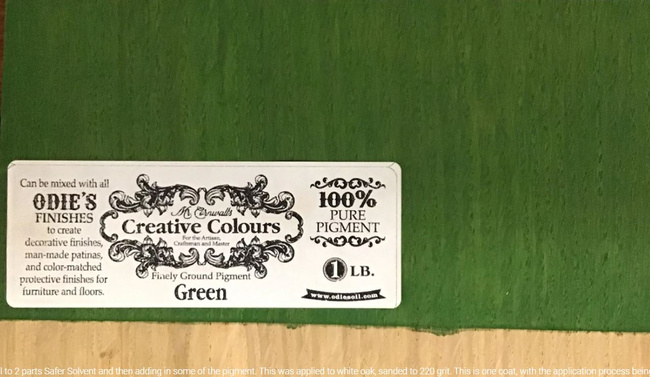 Can be mixed with all
ODIE'S
FINISHES
to create
decorative finishes,
man-made patinas,
and color-matched
protective finishes for
furniture and floors.
Mr. Cornwall's
Creative Colours
For the Artisan,
Craftsman and Master
Finely Ground Pigment
Green
100%
PURE
PIGMENT
1 LB.
www.odiesoil.com
to 2 parts Safer Solvent and then adding in some of the pigment. This was applied to white oak, sanded to 220 grit. This is one coat, with the application process